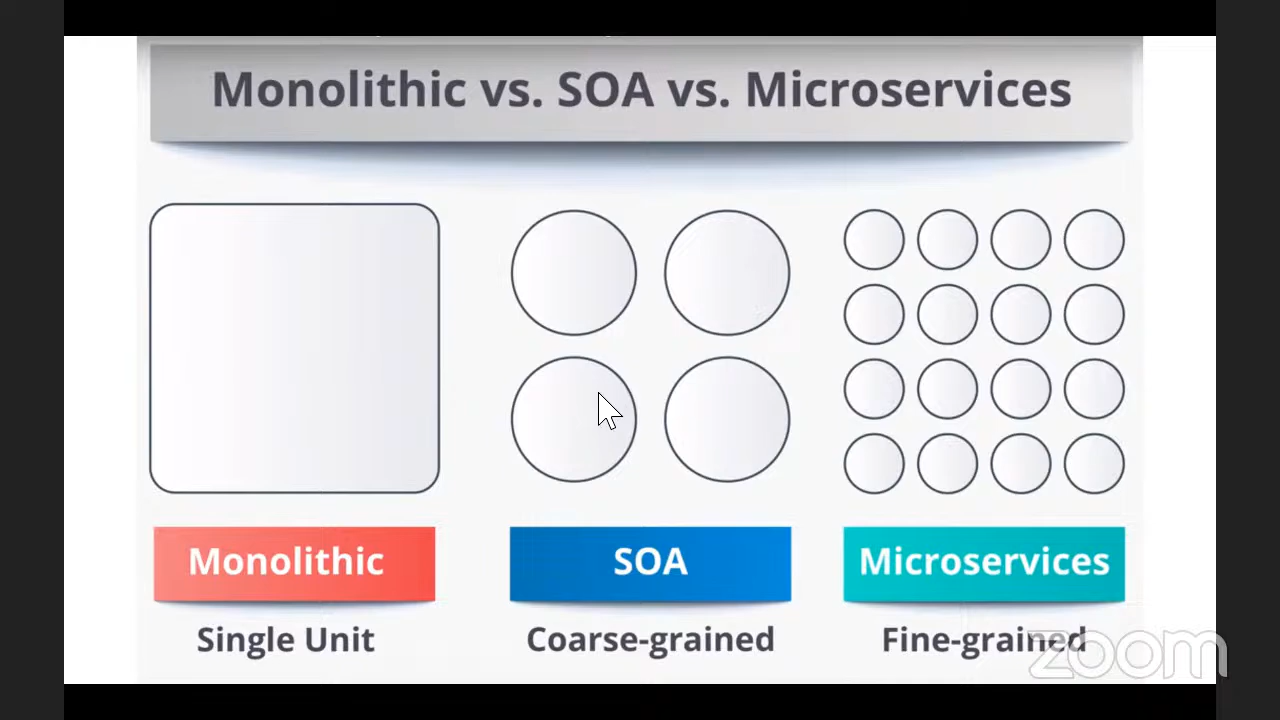 Monolithic vs. SOA vs. Microservices
Monolithic
SOA
Microservices
Single Unit
Coarse-grained
Fine-grained
zoom